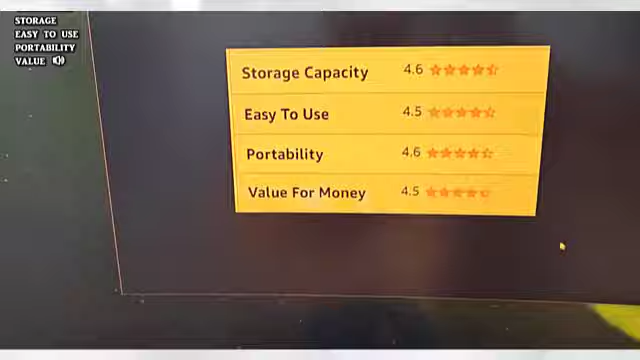 STORAGE
EASY TO USE
PORTABILITY
VALUE
Storage Capacity 4.6
Easy To Use 4.5
Portability 4.6
Value For Money 4.5